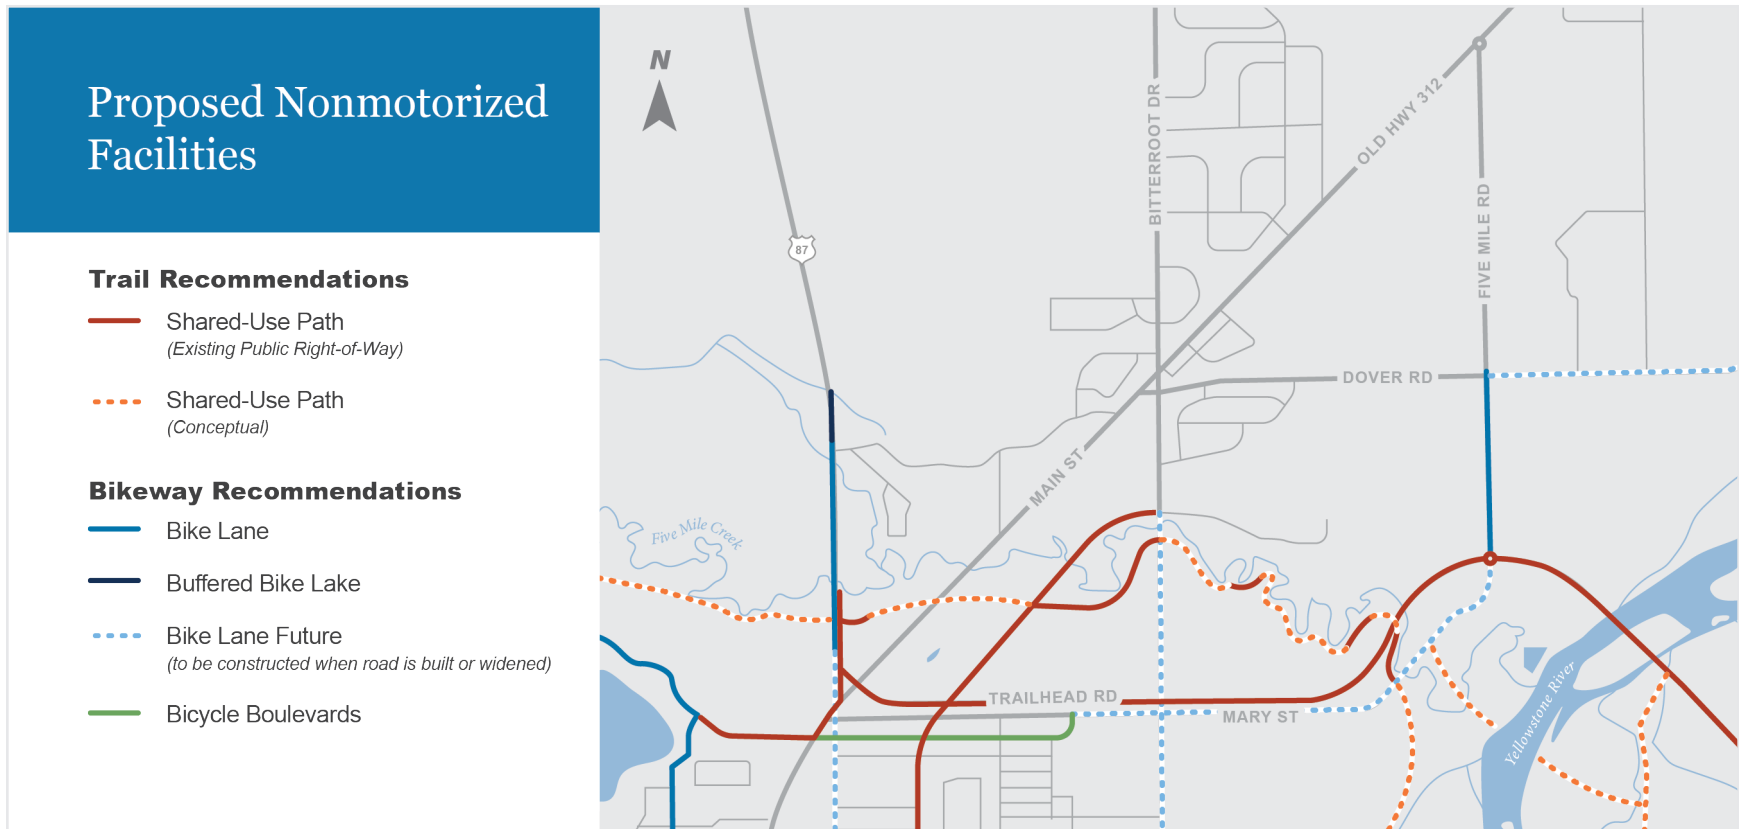 Proposed Nonmotorized
Facilities
Trail Recommendations
Shared-Use Path
(Existing Public Right-of-Way)
Shared-Use Path
(Conceptual)
Bikeway Recommendations
Bike Lane
Buffered Bike Lake
Bike Lane Future
(to be constructed when road is built or widened)
Bicycle Boulevards
N
87
BITTERROOT DR
OLD HWY 312
FIVE MILE RD
DOVER RD
MAIN ST
Five Mile Creek
TRAILHEAD RD
MARY ST
Yellowstone River